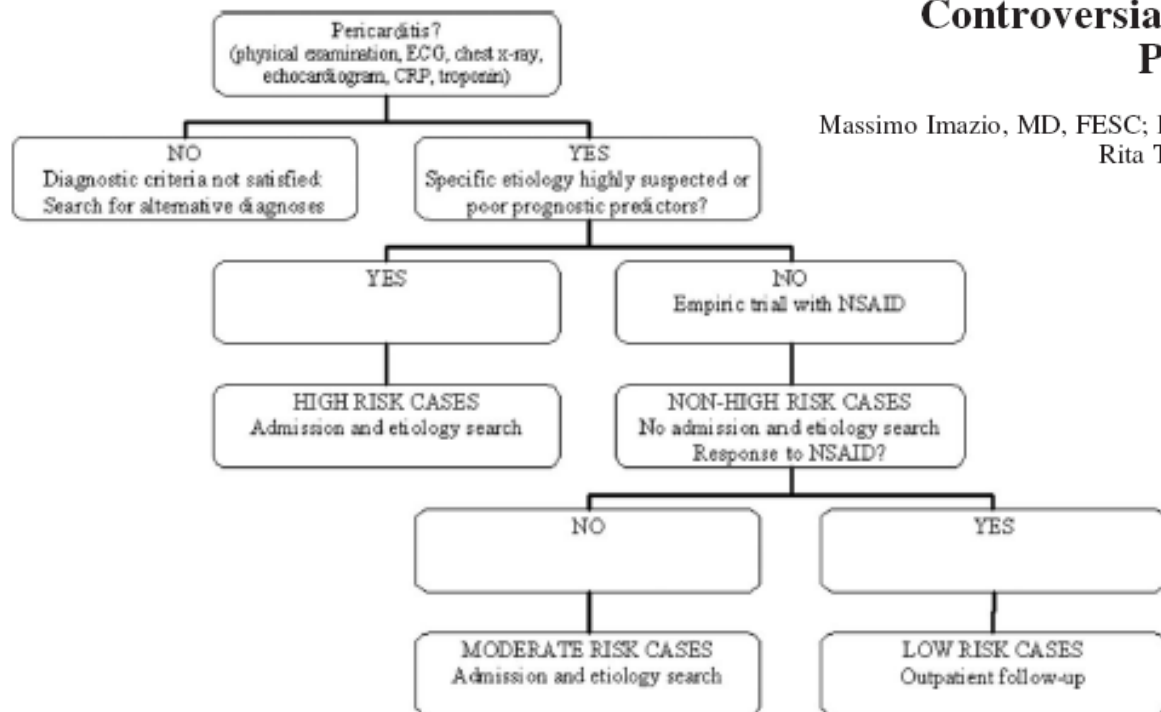 Controversia
P
Massimo Imazio, MD, FESC; 
Rita T
Pericarditis?
(physical examination, ECG, chest x-ray,
echocardiogram, CRP, troponin)
NO
Diagnostic criteria not satisfied:
Search for alternative diagnoses
YES
Specific etiology highly suspected or
poor prognostic predictors?
YES
NO
Empiric triall with NSAID
HIGH RISK CASES
Admission and etiology search
NON-HIGH RISK CASES
No admission and etiology search
Response to NSAID?
NO
YES
MODERATE RISK CASES
Admission and etiology search
LOW RISK CASES
Outpatient follow-up